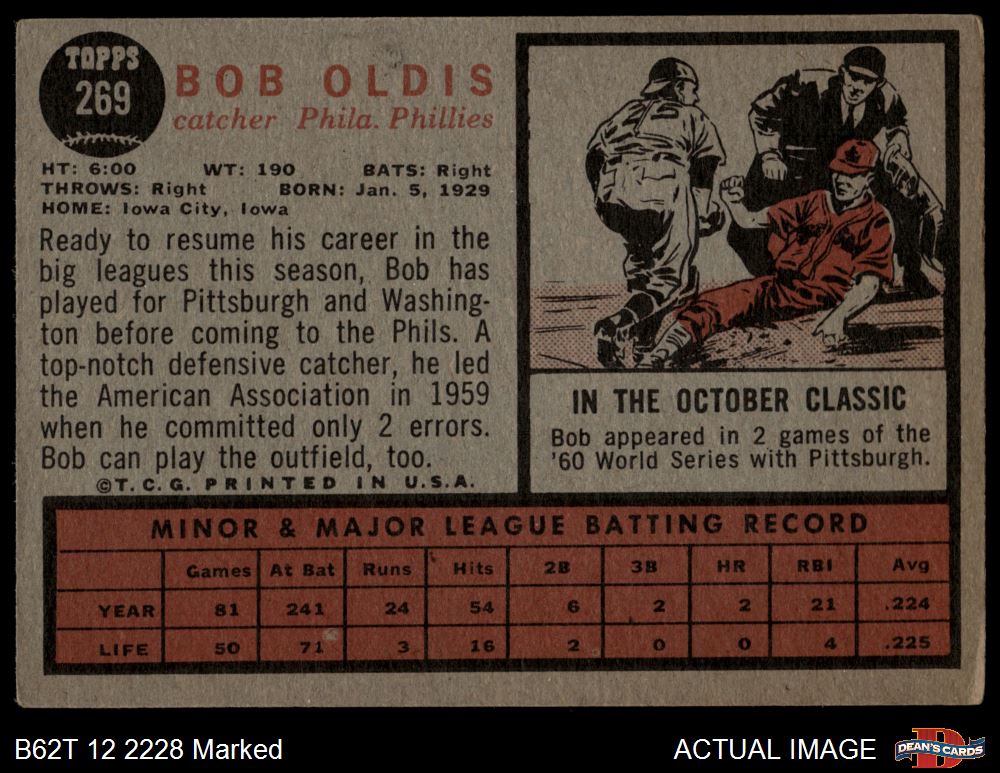 TOPPS
269
BOB OLDIS
catcher Phila. Phillies
HT: 6:00 WT: 190 BATS: Right
THROWS: Right BORN: Jan. 5, 1929
HOME: Iowa City, Iowa
Ready to resume his career in the
big leagues this season, Bob has
played for Pittsburgh and Washing-
ton before coming to the Phils. A
top-notch defensive catcher, he led
the American Association in 1959
when he committed only 2 errors.
Bob can play the outfield, too.
©T.C.G. PRINTED IN U.S.A.
IN THE OCTOBER CLASSIC
Bob appeared in 2 games of the
'60 World Series with Pittsburgh.
MINOR & MAJOR LEAGUE BATTING RECORD
Games At Bat Runs Hits 2B 3B HR RBI Avg
YEAR 81 241 24 54 6 2 2 21 .224
LIFE 50 71 3 16 2 0 0 4 .225
B62T 12 2228 Marked
ACTUAL IMAGE
DEAN'S CARDS